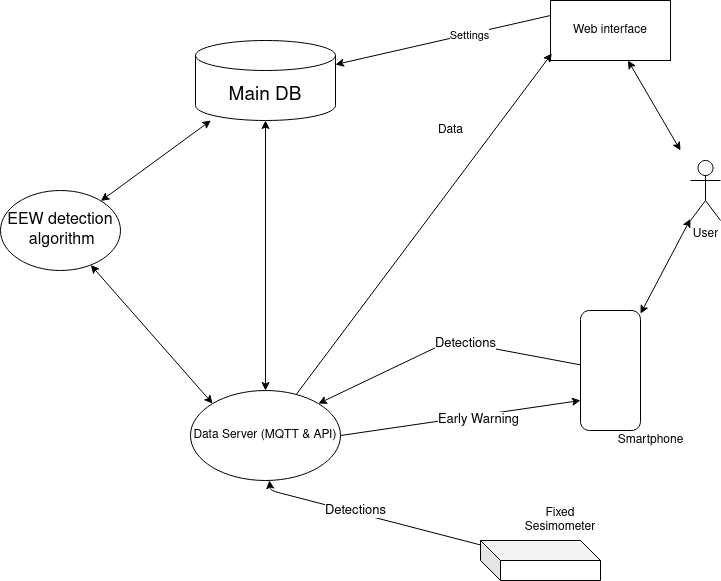 Web interface
Settings
Main DB
Data
EEW detection
algorithm
User
Detections
Early Warning
Data Server (MQTT & API)
Smartphone
Detections
Fixed
Sesimometer